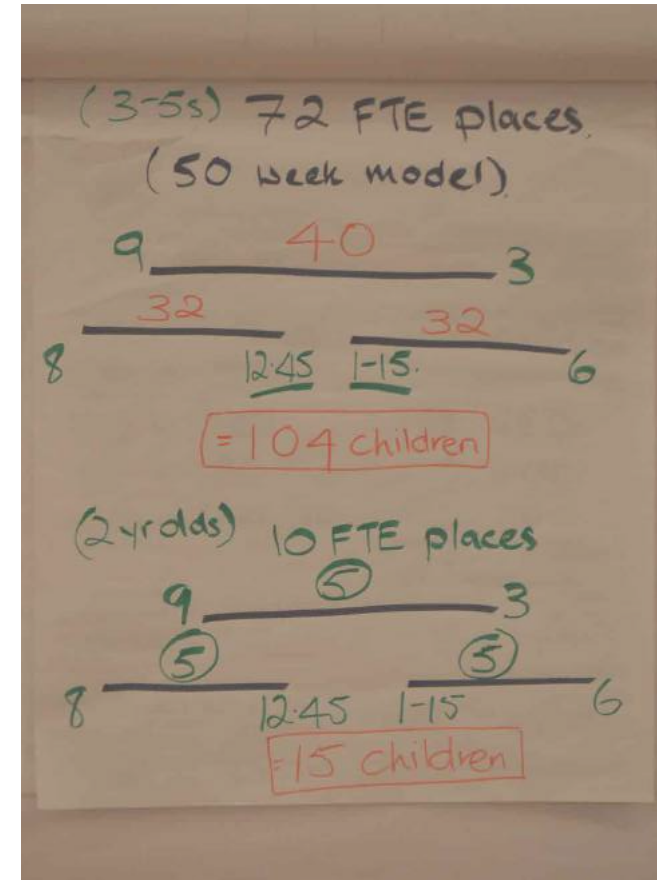 (3-5s) 72 FTE places.
(50 week model)
9 40 3
32 32
8 12.45 1-15. 6
= 104 children
(2yr olds) 10 FTE places
5
9 3
5 5
8 12.45 1-15 6
=15 children